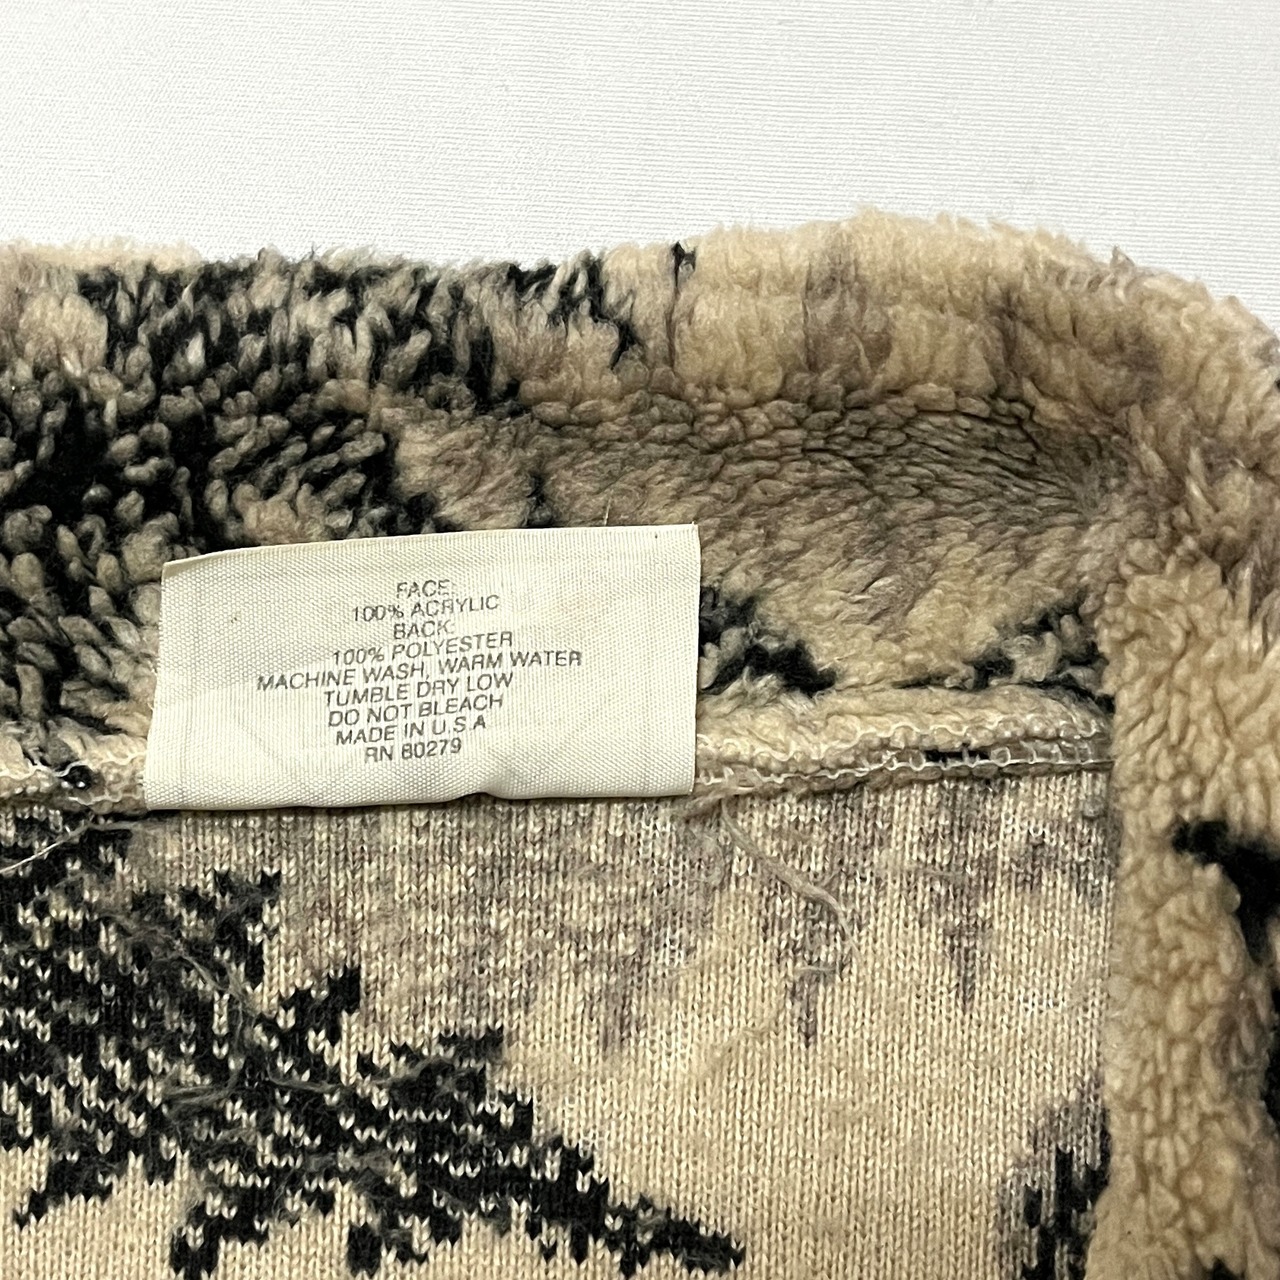 FACE:
100% ACRYLIC
BACK:
100% POLYESTER
MACHINE WASH, WARM WATER
TUMBLE DRY LOW
DO NOT BLEACH
MADE IN U.S.A
RN 80279